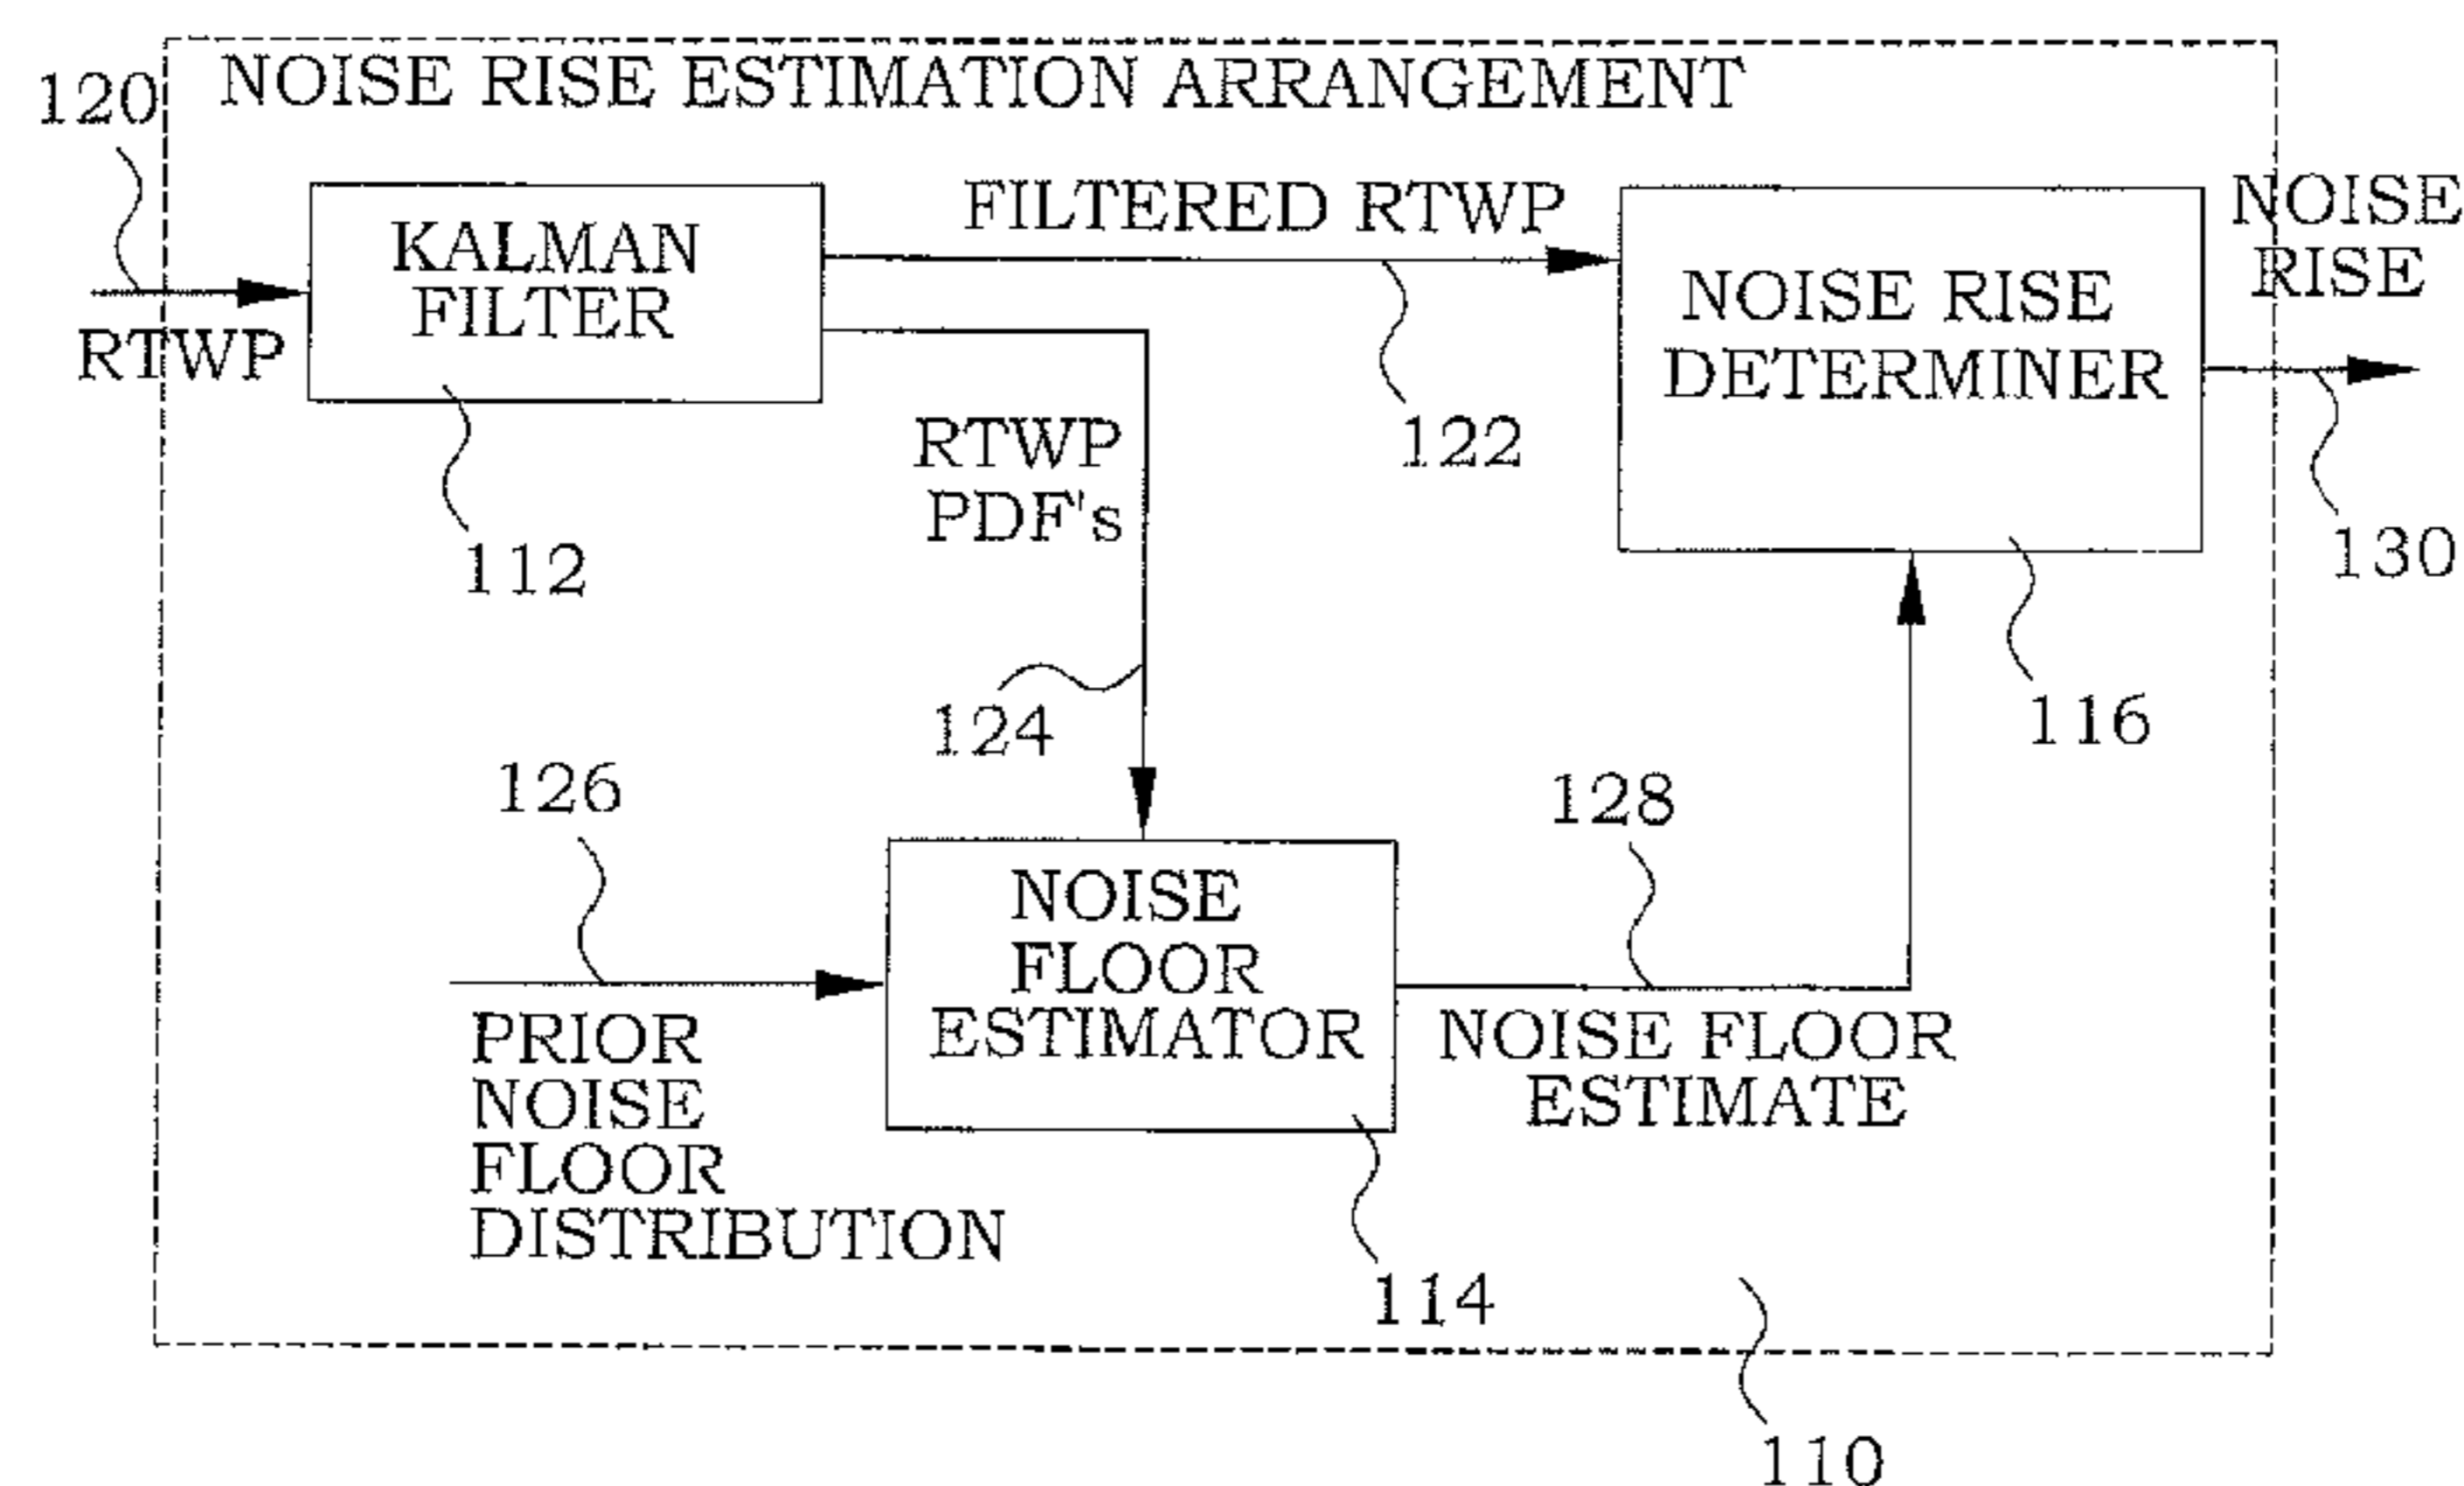 NOISE RISE ESTIMATION ARRANGEMENT
120
RTWP
KALMAN
FILTER
112
FILTERED RTWP
122
NOISE RISE
DETERMINER
116
NOISE
RISE
130
RTWP
PDF's
124
126
PRIOR
NOISE
FLOOR
DISTRIBUTION
NOISE
FLOOR
ESTIMATOR
114
128
NOISE FLOOR
ESTIMATE
110